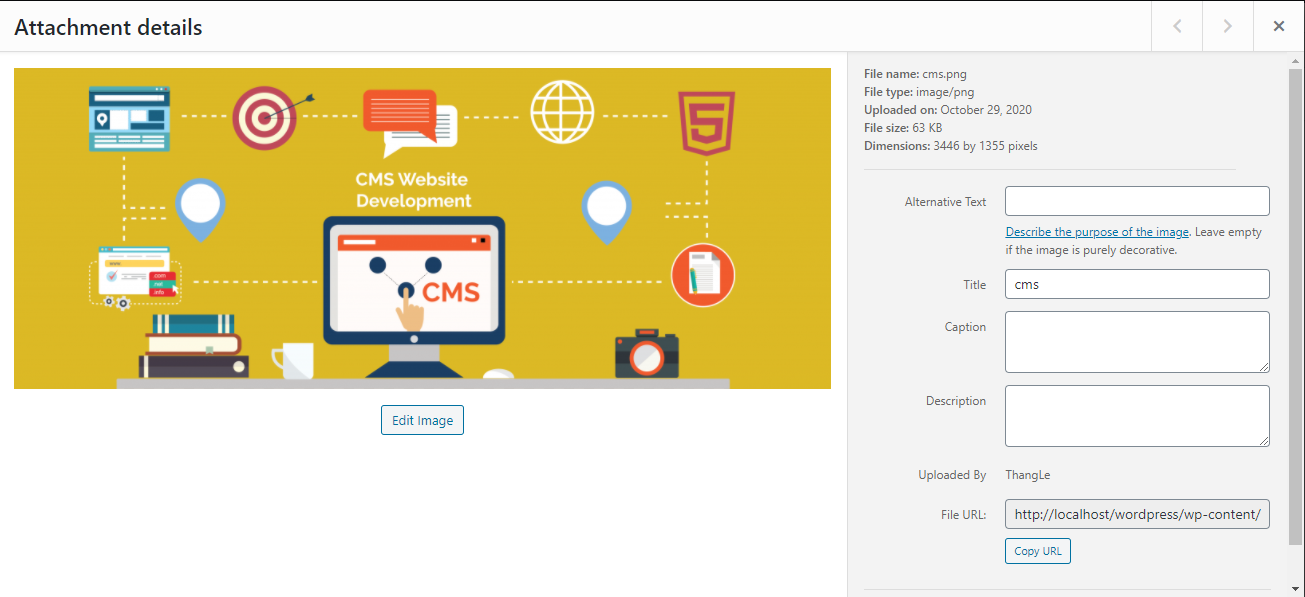 Attachment details
CMS Website
Development
www
.com
.net
.info
CMS
Edit Image
File name: cms.png
File type: image/png
Uploaded on: October 29, 2020
File size: 63 KB
Dimensions: 3446 by 1355 pixels
Alternative Text
Describe the purpose of the image. Leave empty
if the image is purely decorative.
Title
cms
Caption
Description
Uploaded By ThangLe
File URL: http://localhost/wordpress/wp-content/
Copy URL